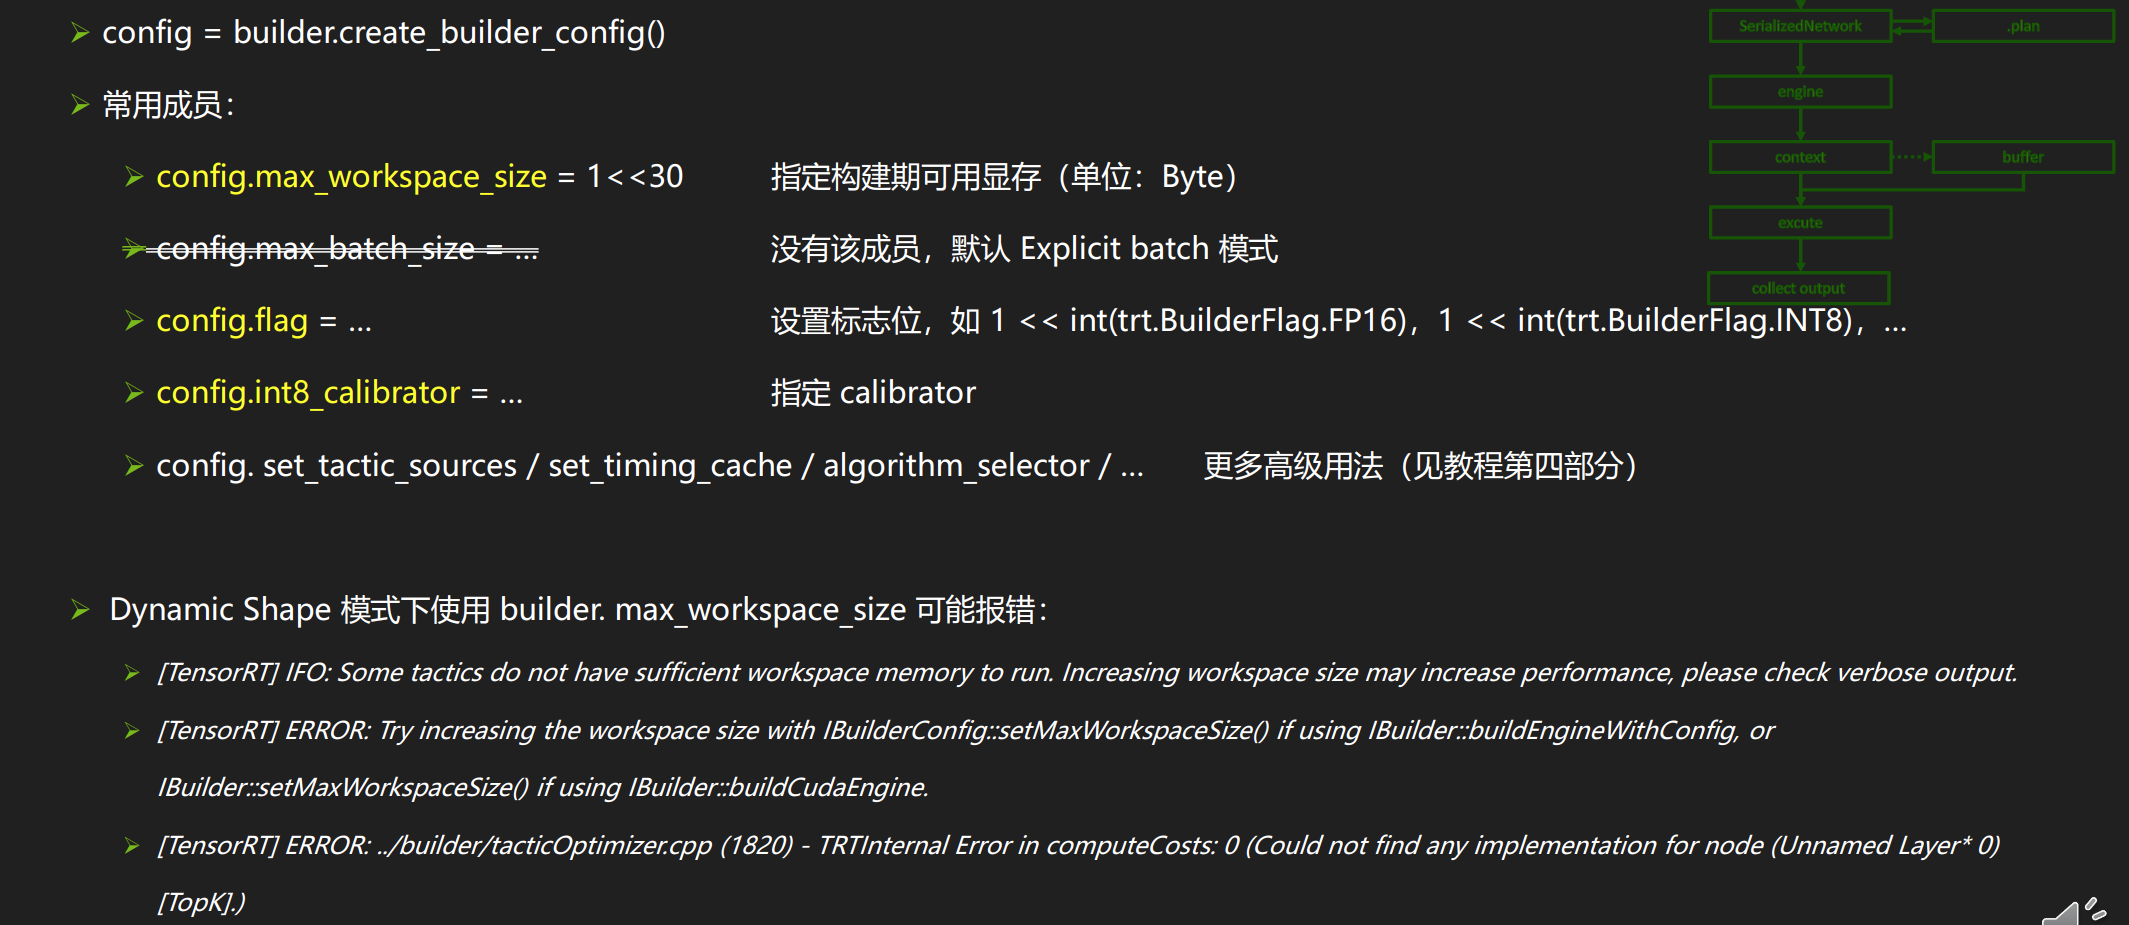 config = builder.create_builder_config()
常用成员：
config.max_workspace_size = 1<<30 指定构建期可用显存（单位：Byte）
config.max_batch_size = ... 没有该成员，默认 Explicit batch 模式
config.flag = ... 设置标志位，如 1 << int(trt.BuilderFlag.FP16)，1 << int(trt.BuilderFlag.INT8)，...
config.int8_calibrator = ... 指定 calibrator
config. set_tactic_sources / set_timing_cache / algorithm_selector / ... 更多高级用法（见教程第四部分）
Dynamic Shape 模式下使用 builder. max_workspace_size 可能报错：
[TensorRT] IFO: Some tactics do not have sufficient workspace memory to run. Increasing workspace size may increase performance, please check verbose output.
[TensorRT] ERROR: Try increasing the workspace size with IBuilderConfig::setMaxWorkspaceSize() if using IBuilder::buildEngineWithConfig, or
IBuilder::setMaxWorkspaceSize() if using IBuilder::buildCudaEngine.
[TensorRT] ERROR: ../builder/tacticOptimizer.cpp (1820) - TRTInternal Error in computeCosts: 0 (Could not find any implementation for node (Unnamed Layer* 0)
[TopK].)
SerializedNetwork
.plan
engine
context
buffer
excute
collect output